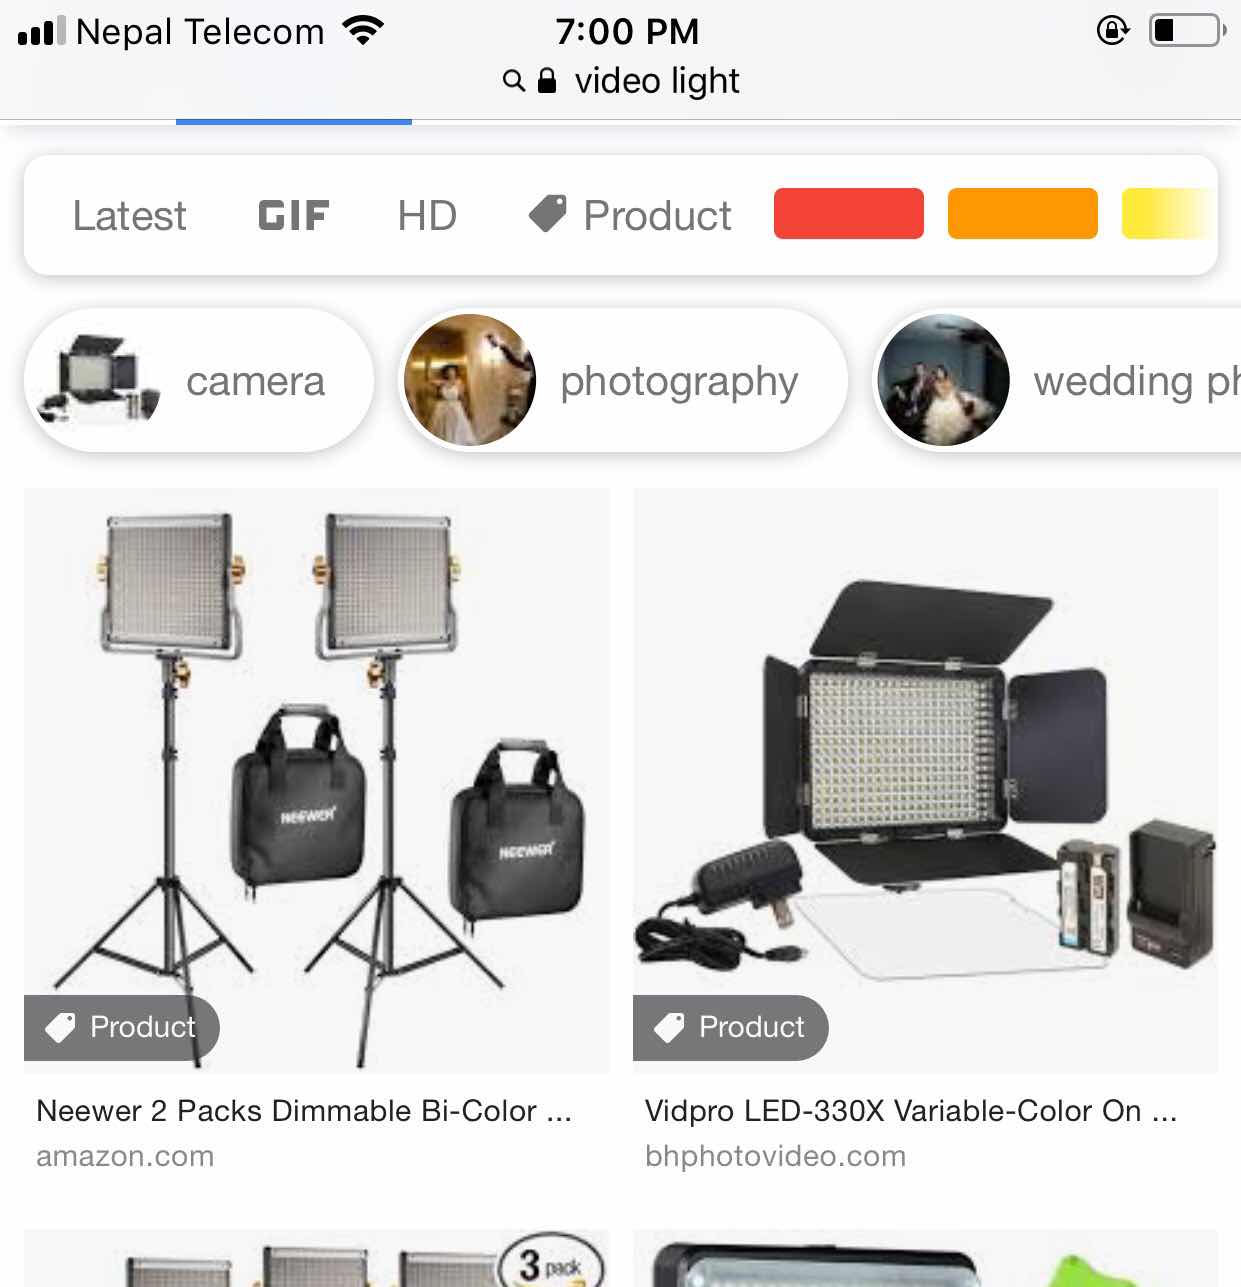 Nepal Telecom 7:00 PM
video light
Latest GIF HD Product
camera photography wedding ph
NEEWER
NEEWER
Product Product
Neewer 2 Packs Dimmable Bi-Color ... Vidpro LED-330X Variable-Color On ...
amazon.com bhphotovideo.com
3 pack